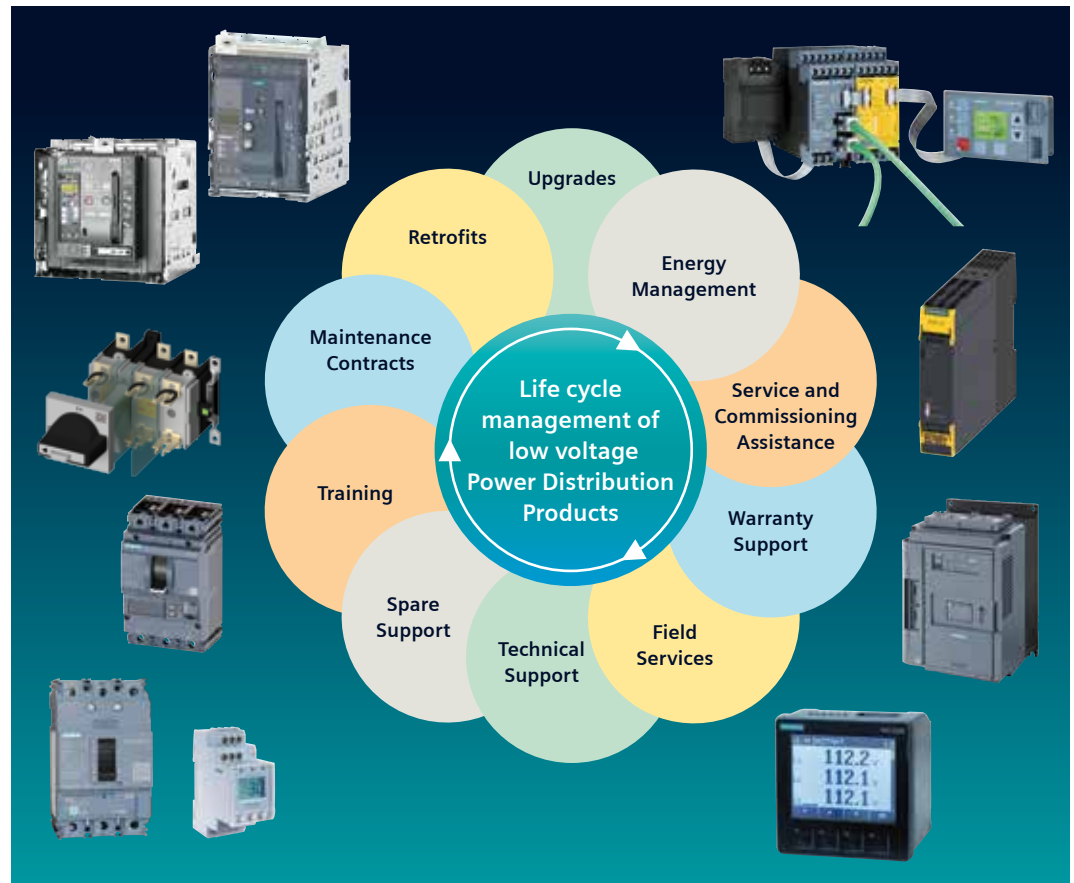 Upgrades
Energy
Management
Service and
Commissioning
Assistance
Warranty
Support
Field
Services
Technical
Support
Spare
Support
Training
Maintenance
Contracts
Retrofits
Life cycle
management of
low voltage
Power Distribution
Products
112.2
112.1
112.1